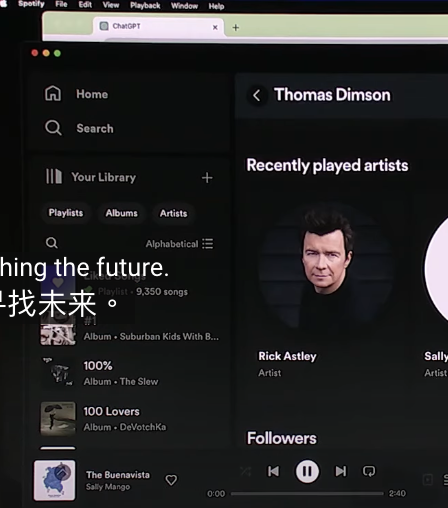 Spotify File Edit View Playback Window Help
ChatGPT
Home
Search
Thomas Dimson
Your Library
Playlists Albums Artists
Recently played artists
Alphabetical
hing the future.
Liked Songs
Playlist • 9,350 songs
找未来。
#1
Album • Suburban Kids With B...
100%
Album • The Slew
100 Lovers
Album • DeVotchKa
Rick Astley
Artist
Sally
Artist
Followers
The Buenavista
Sally Mango
0:00
2:40